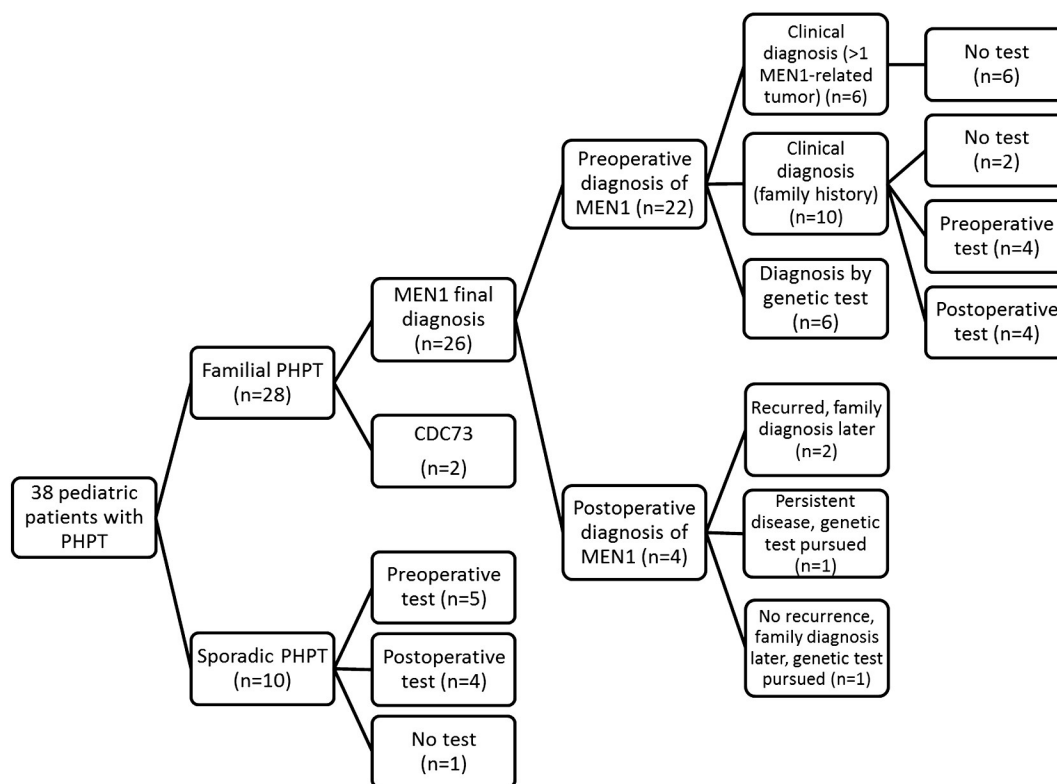 38 pediatric
patients with
PHPT
Familial PHPT
(n=28)
Sporadic PHPT
(n=10)
MEN1 final
diagnosis
(n=26)
CDC73
(n=2)
Preoperative
test (n=5)
Postoperative
test (n=4)
No test
(n=1)
Preoperative
diagnosis of
MEN1 (n=22)
Postoperative
diagnosis of
MEN1 (n=4)
Clinical
diagnosis (>1
MEN1-related
tumor) (n=6)
Clinical
diagnosis
(family history)
(n=10)
Diagnosis by
genetic test
(n=6)
Recurred, family
diagnosis later
(n=2)
Persistent
disease, genetic
test pursued
(n=1)
No recurrence,
family diagnosis
later, genetic test
pursued (n=1)
No test
(n=6)
No test
(n=2)
Preoperative
test (n=4)
Postoperative
test (n=4)